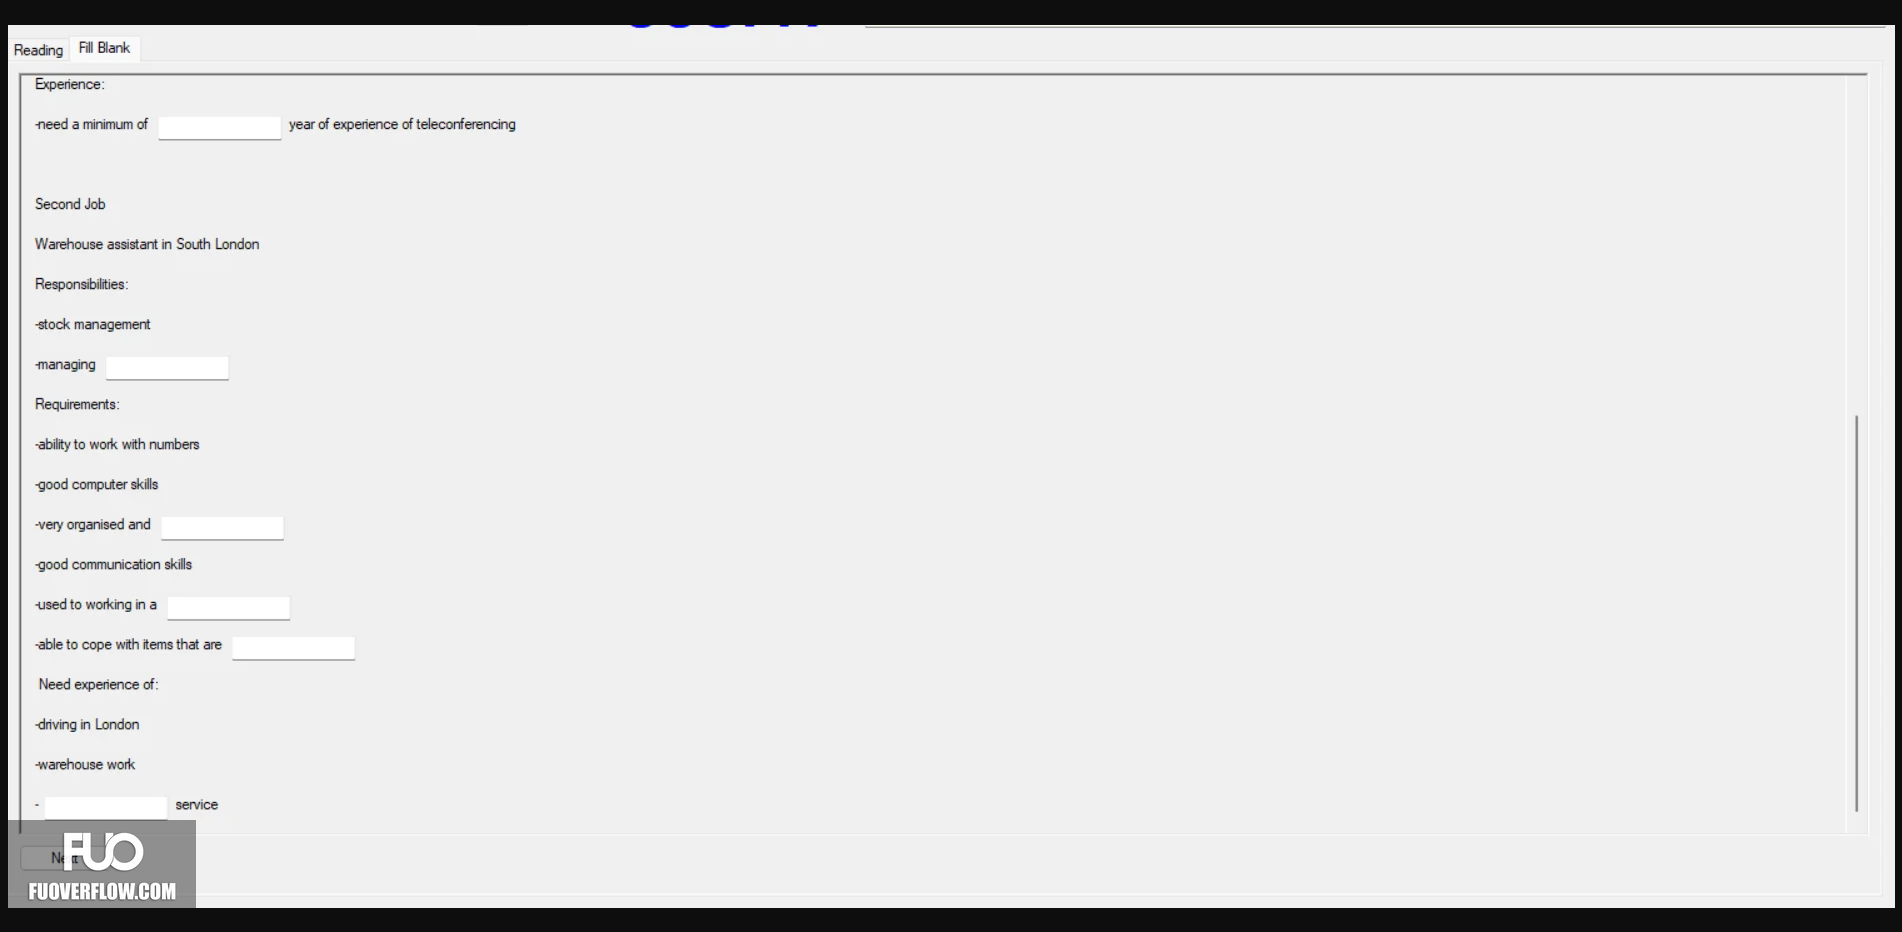 Reading
Fill Blank
Experience:
-need a minimum of year of experience of teleconferencing
Second Job
Warehouse assistant in South London
Responsibilities:
-stock management
-managing
Requirements:
-ability to work with numbers
-good computer skills
-very organised and
-good communication skills
-used to working in a
-able to cope with items that are
Need experience of:
-driving in London
-warehouse work
- service
Next
FUO
FUOVERFLOW.COM